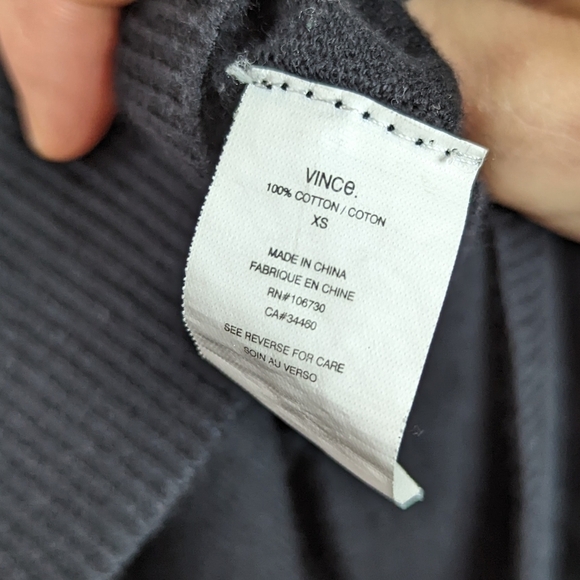 VINCe.
100% COTTON / COTON
XS
MADE IN CHINA
FABRIQUE EN CHINE
RN#106730
CA#34460
SEE REVERSE FOR CARE
SOIN AU VERSO